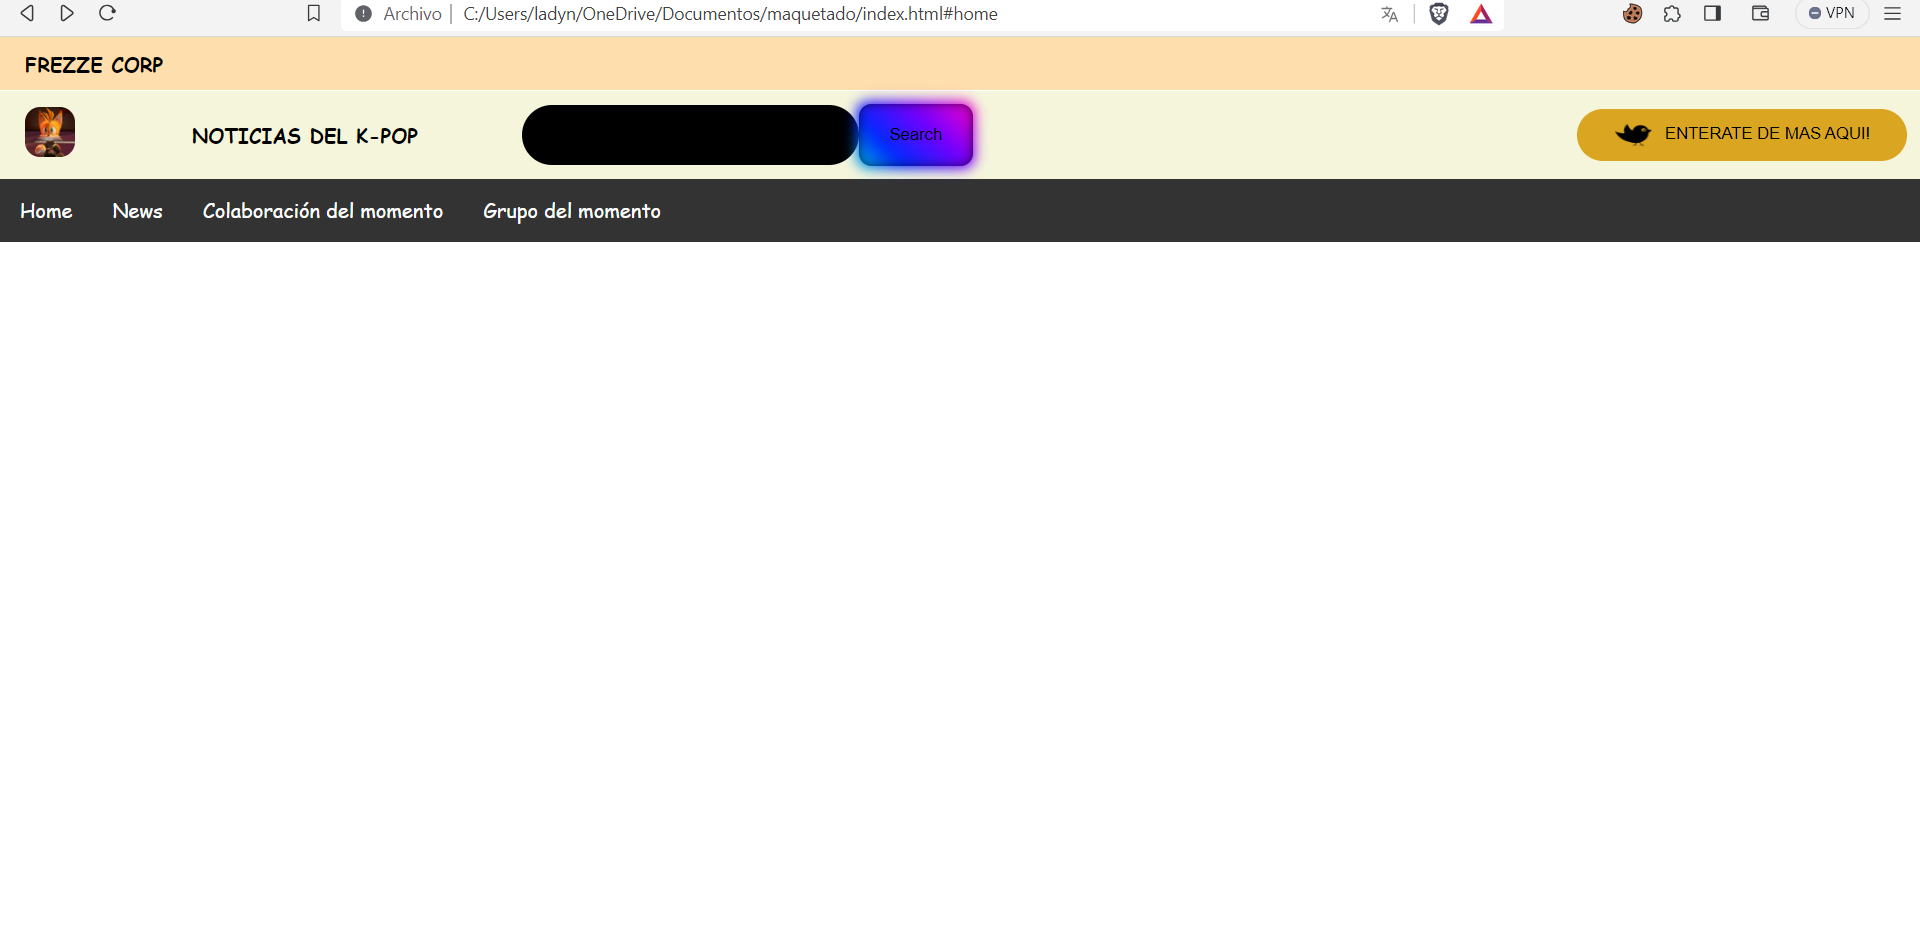 Archivo | C:/Users/ladyn/OneDrive/Documentos/maquetado/index.html#home VPN
FREZZE CORP
NOTICIAS DEL K-POP Search ENTERATE DE MAS AQUI!
Home News Colaboración del momento Grupo del momento